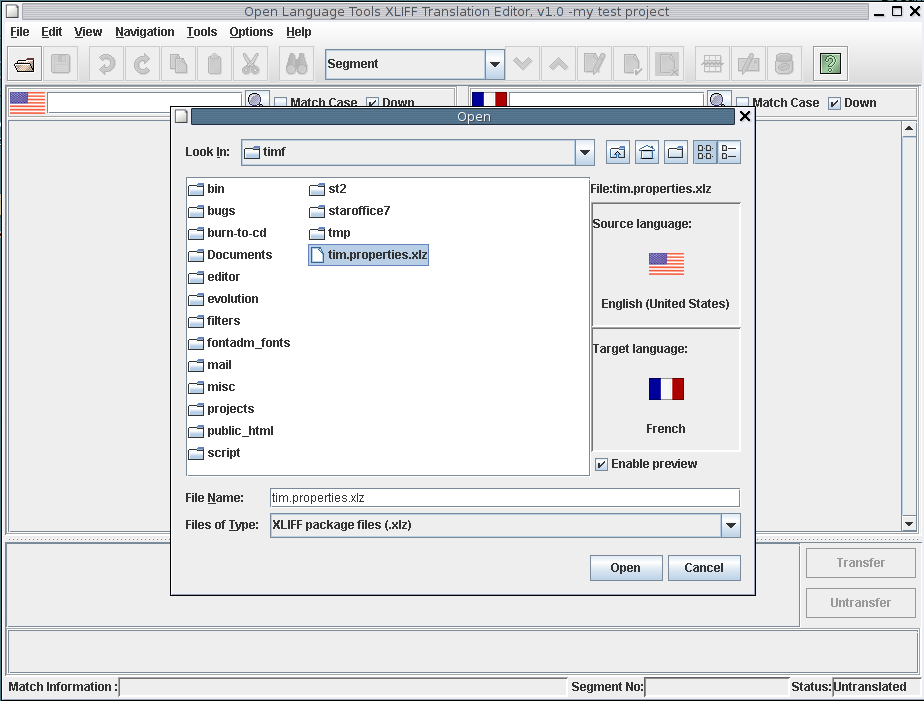 Open Language Tools XLIFF Translation Editor, v1.0 -my test project
File Edit View Navigation Tools Options Help
Segment
Match Case Down
Match Case Down
Open
Look In: timf
bin
bugs
burn-to-cd
Documents
editor
evolution
filters
fontadm_fonts
mail
misc
projects
public_html
script
st2
staroffice7
tmp
tim.properties.xlz
File:tim.properties.xlz
Source language:
English (United States)
Target language:
French
Enable preview
File Name: tim.properties.xlz
Files of Type: XLIFF package files (.xlz)
Open Cancel
Transfer
Untransfer
Match Information : Segment No: Status: Untranslated